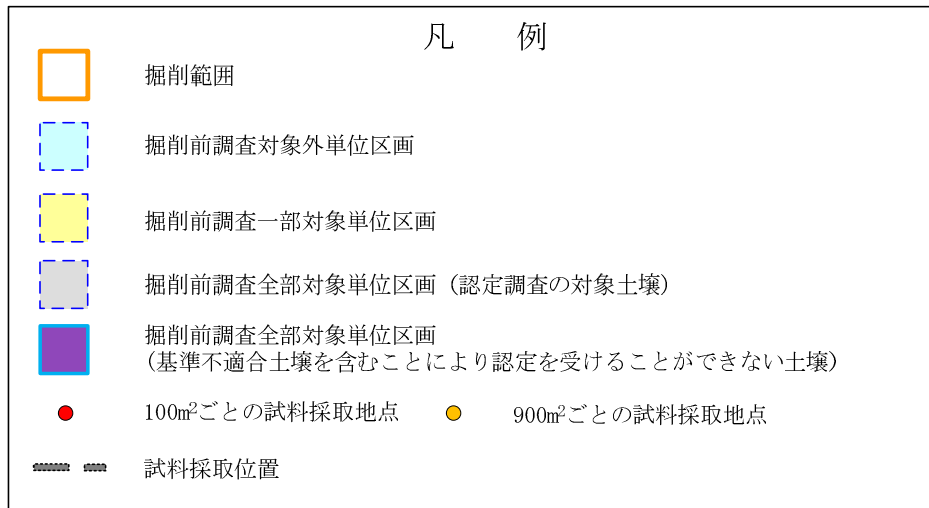 凡　例
掘削範囲
掘削前調査対象外単位区画
掘削前調査一部対象単位区画
掘削前調査全部対象単位区画 (認定調査の対象土壌)
掘削前調査全部対象単位区画
(基準不適合土壌を含むことにより認定を受けることができない土壌)
100m²ごとの試料採取地点　900m²ごとの試料採取地点
試料採取位置